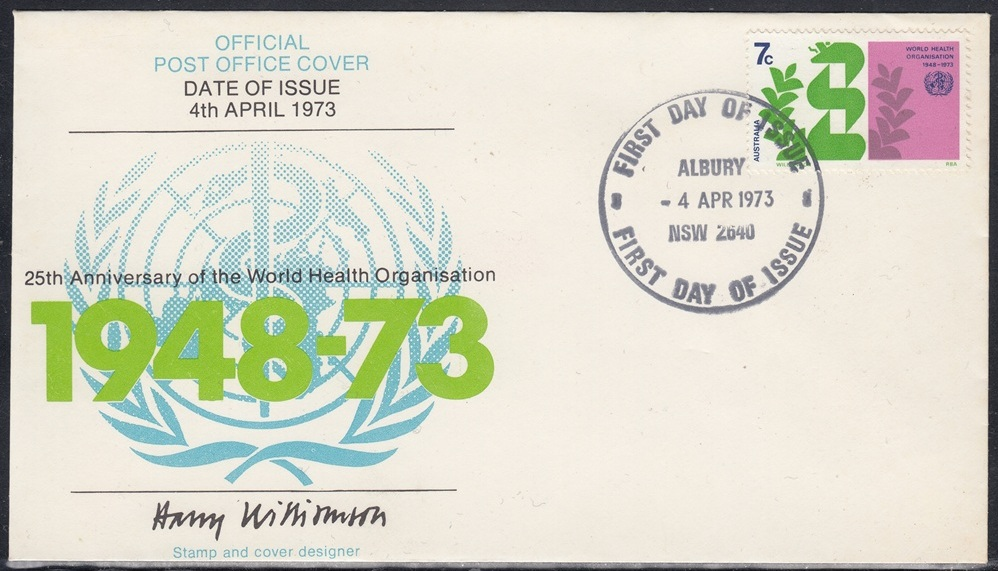 OFFICIAL
POST OFFICE COVER
DATE OF ISSUE
4th APRIL 1973
25th Anniversary of the World Health Organisation
1948-73
Harry Williamson
Stamp and cover designer
7c
AUSTRALIA
WORLD HEALTH
ORGANISATION
1948-1973
RBA
FIRST DAY OF ISSUE
ALBURY
- 4 APR 1973
NSW 2640
FIRST DAY OF ISSUE